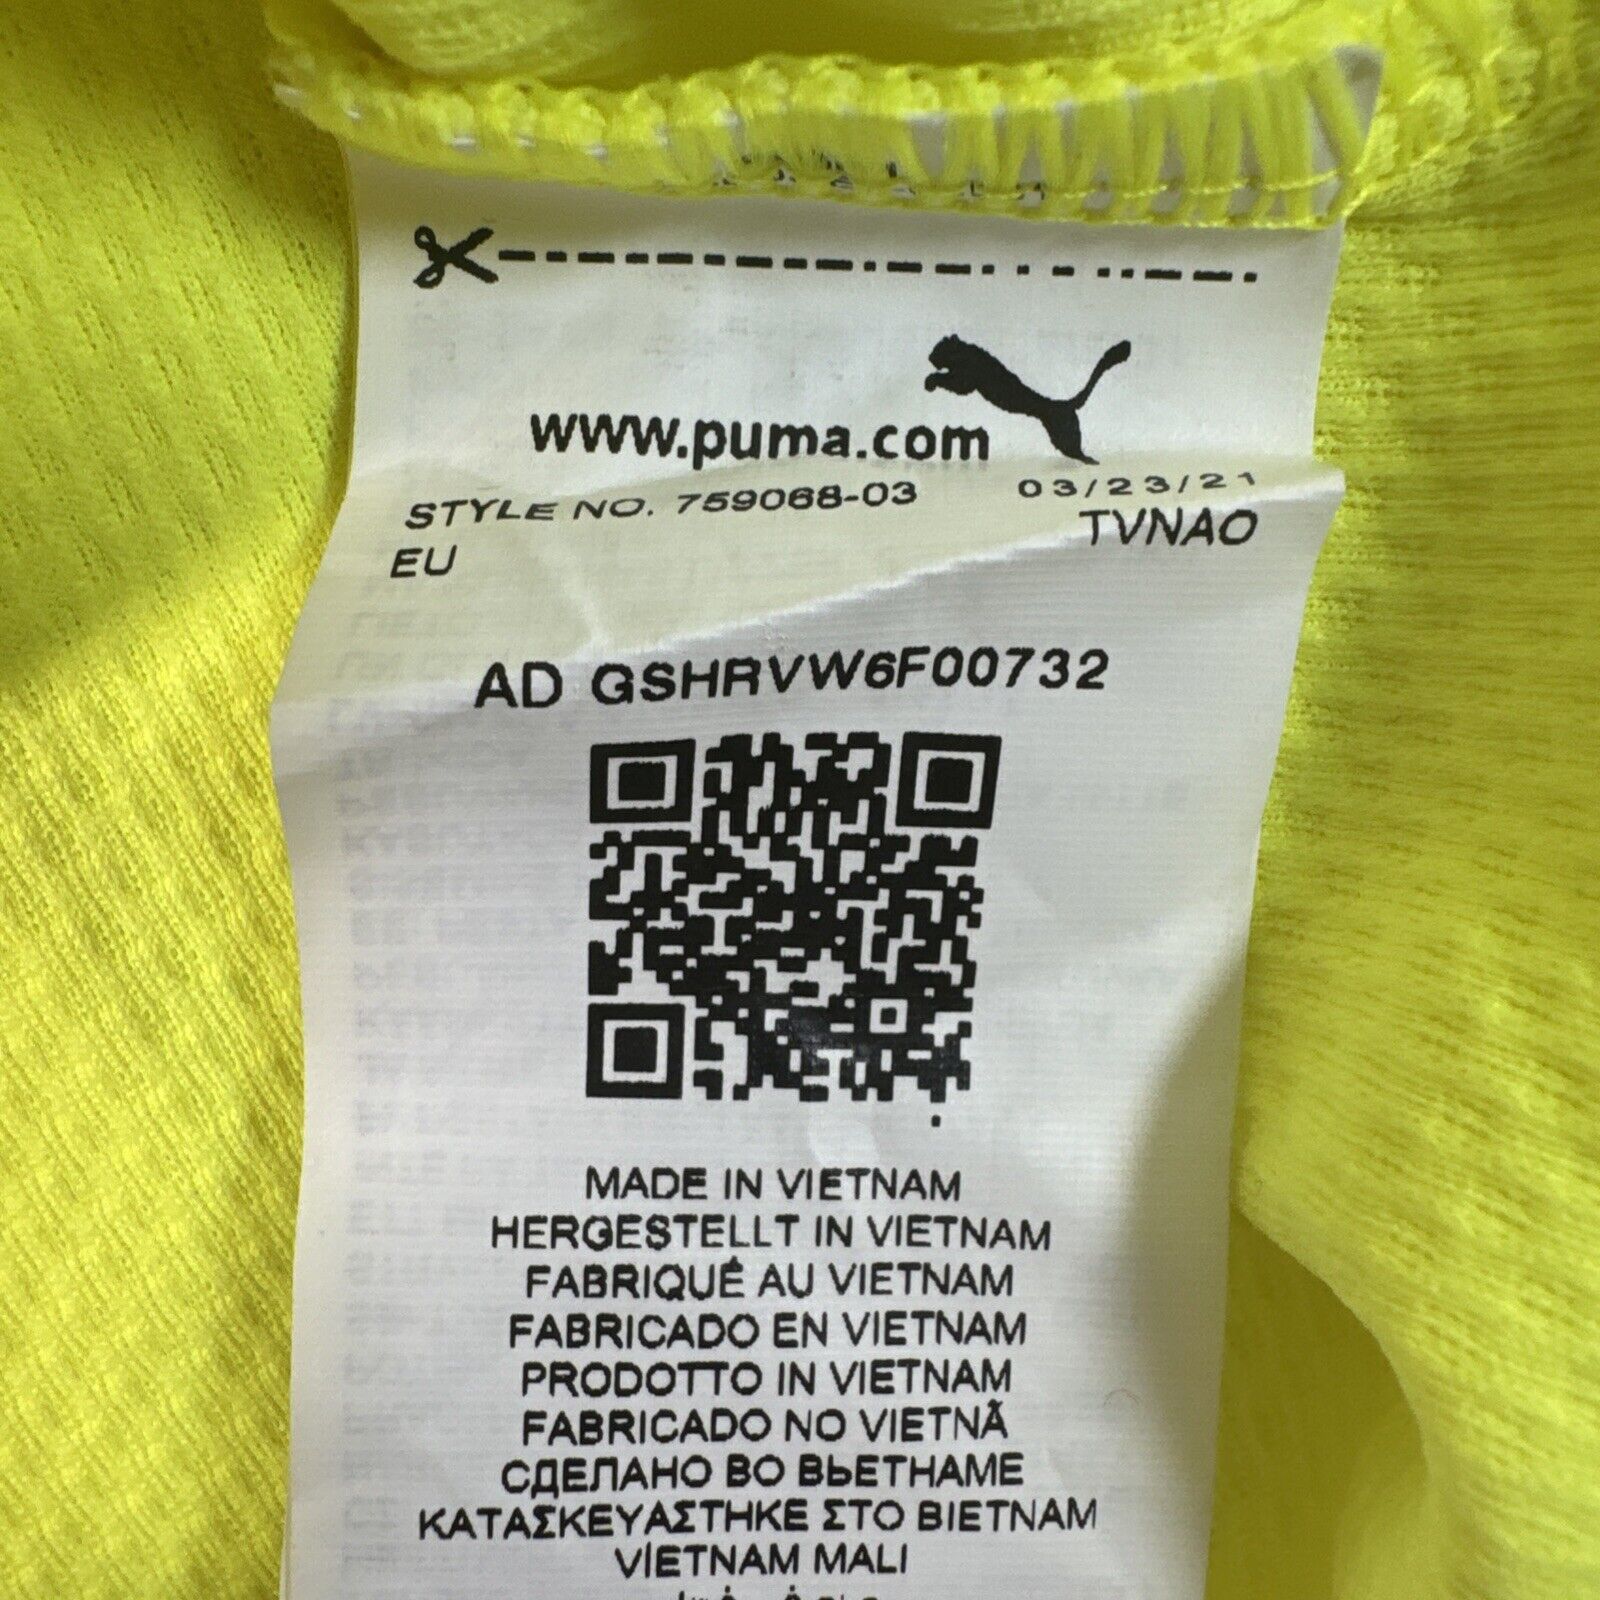 www.puma.com
STYLE NO. 759068-03 03/23/21
EU TVNAO
AD GSHRVW6F00732
MADE IN VIETNAM
HERGESTELLT IN VIETNAM
FABRIQUÉ AU VIETNAM
FABRICADO EN VIETNAM
PRODOTTO IN VIETNAM
FABRICADO NO VIETNÃ
СДЕЛАНО ВО ВЬЕТНАМЕ
ΚΑΤΑΣΚΕΥΑΣΤΗΚΕ ΣΤΟ ΒΙΕΤΝΑΜ
VİETNAM MALI